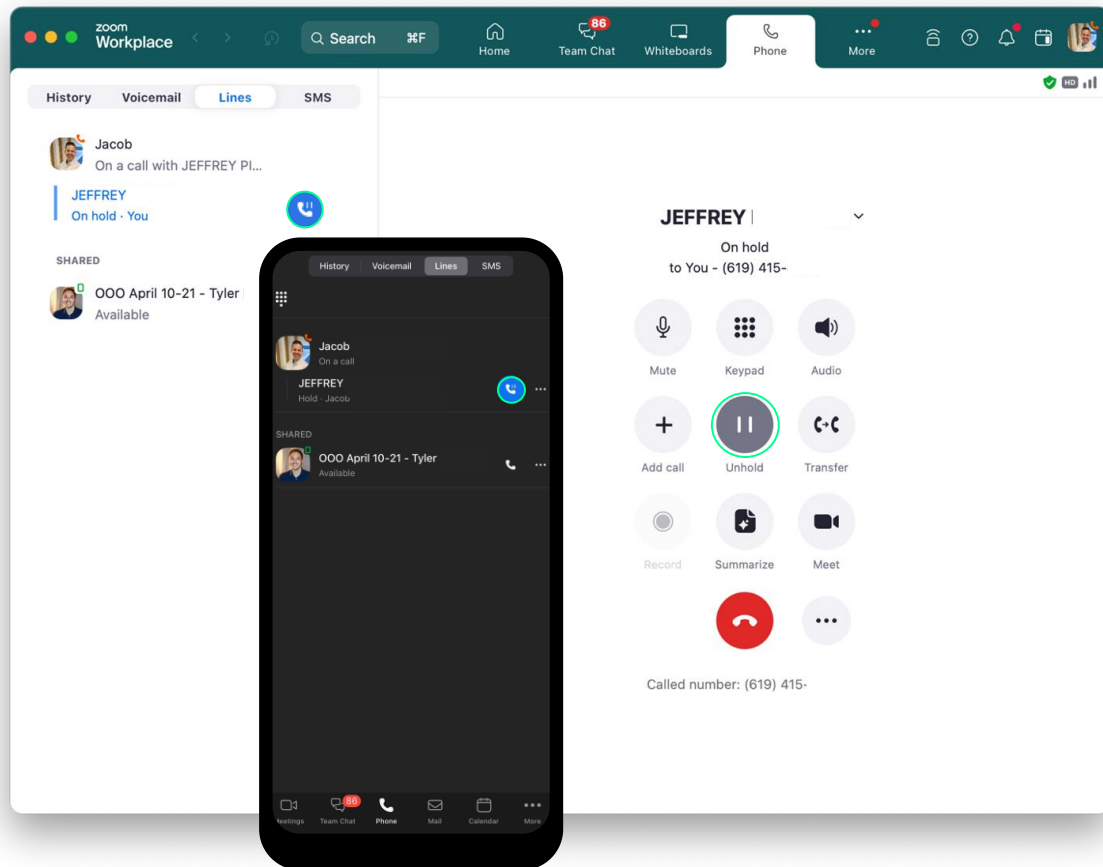 zoom
Workplace
Search ⌘F
Home
86
Team Chat
Whiteboards
Phone
More
HD
History Voicemail Lines SMS
Jacob
On a call with JEFFREY Pl...
JEFFREY
On hold · You
SHARED
OOO April 10-21 - Tyler
Available
JEFFREY
On hold
to You - (619) 415-
Mute Keypad Audio
Add call Unhold Transfer
Record Summarize Meet
Called number: (619) 415-
History Voicemail Lines SMS
Jacob
On a call
JEFFREY
Hold - Jacob
SHARED
OOO April 10-21 - Tyler
Available
86
Meetings Team Chat Phone Mail Calendar More